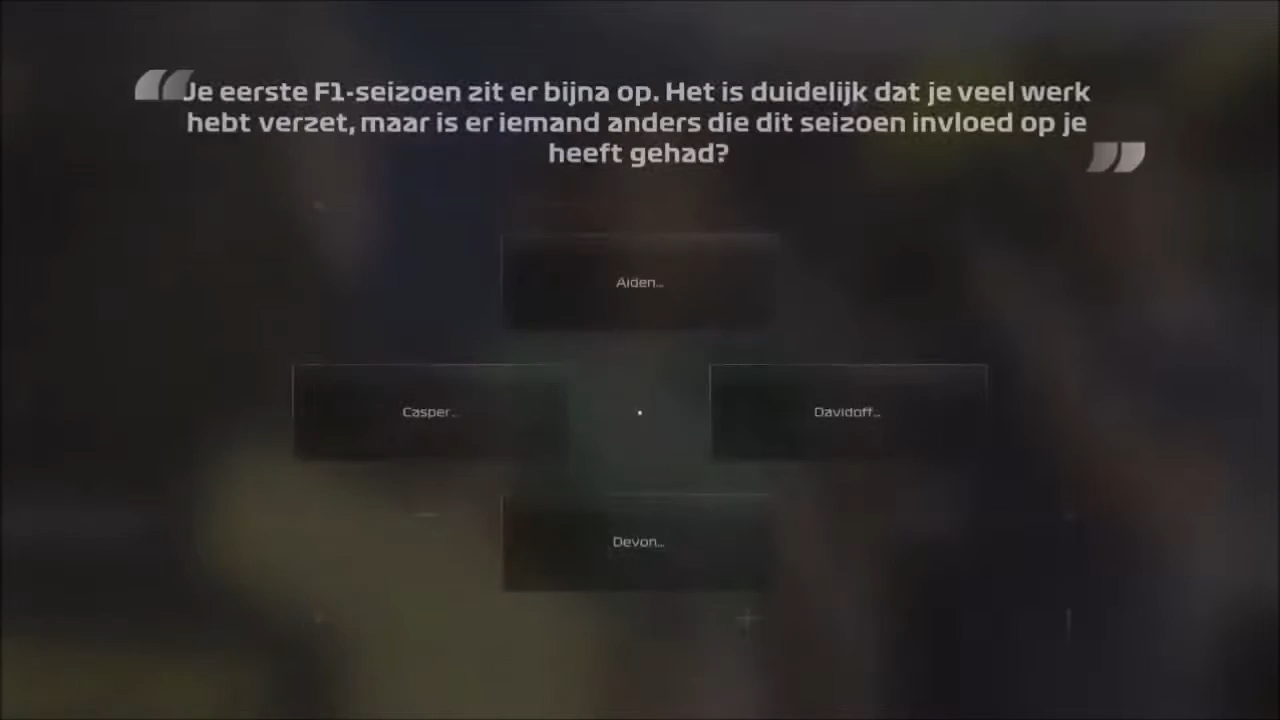 Je eerste F1-seizoen zit er bijna op. Het is duidelijk dat je veel werk
hebt verzet, maar is er iemand anders die dit seizoen invloed op je
heeft gehad?
Aiden...
Casper...
Davidoff...
Devon...